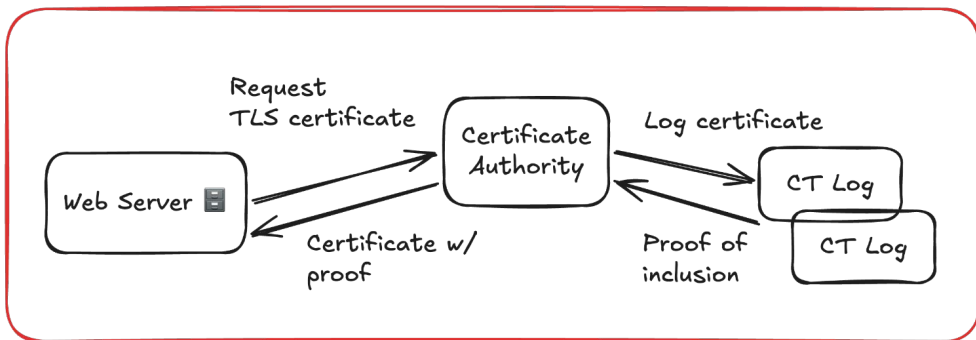 Request
TLS certificate
Certificate
Authority
Log certificate
Web Server 🗄️
CT Log
CT Log
Certificate w/
proof
Proof of
inclusion